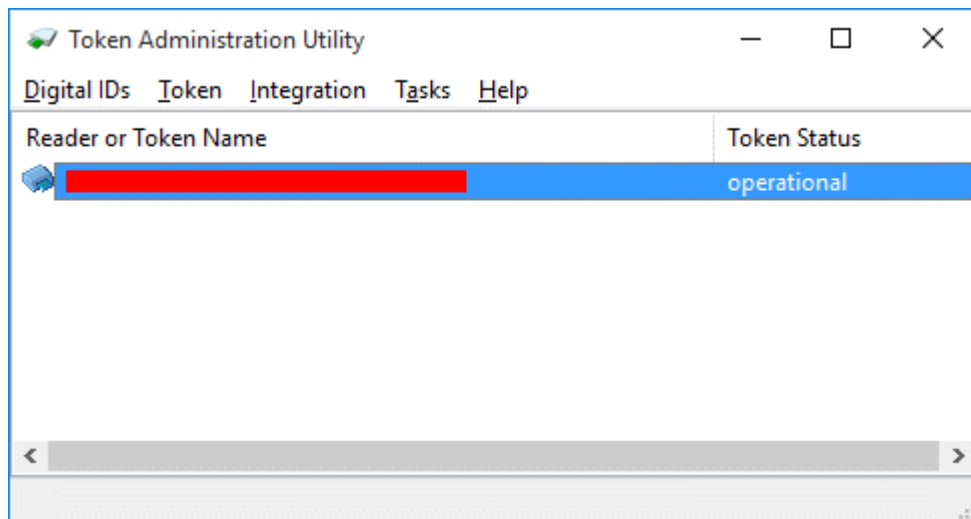 Token Administration Utility
Digital IDs Token Integration Tasks Help
Reader or Token Name Token Status
operational